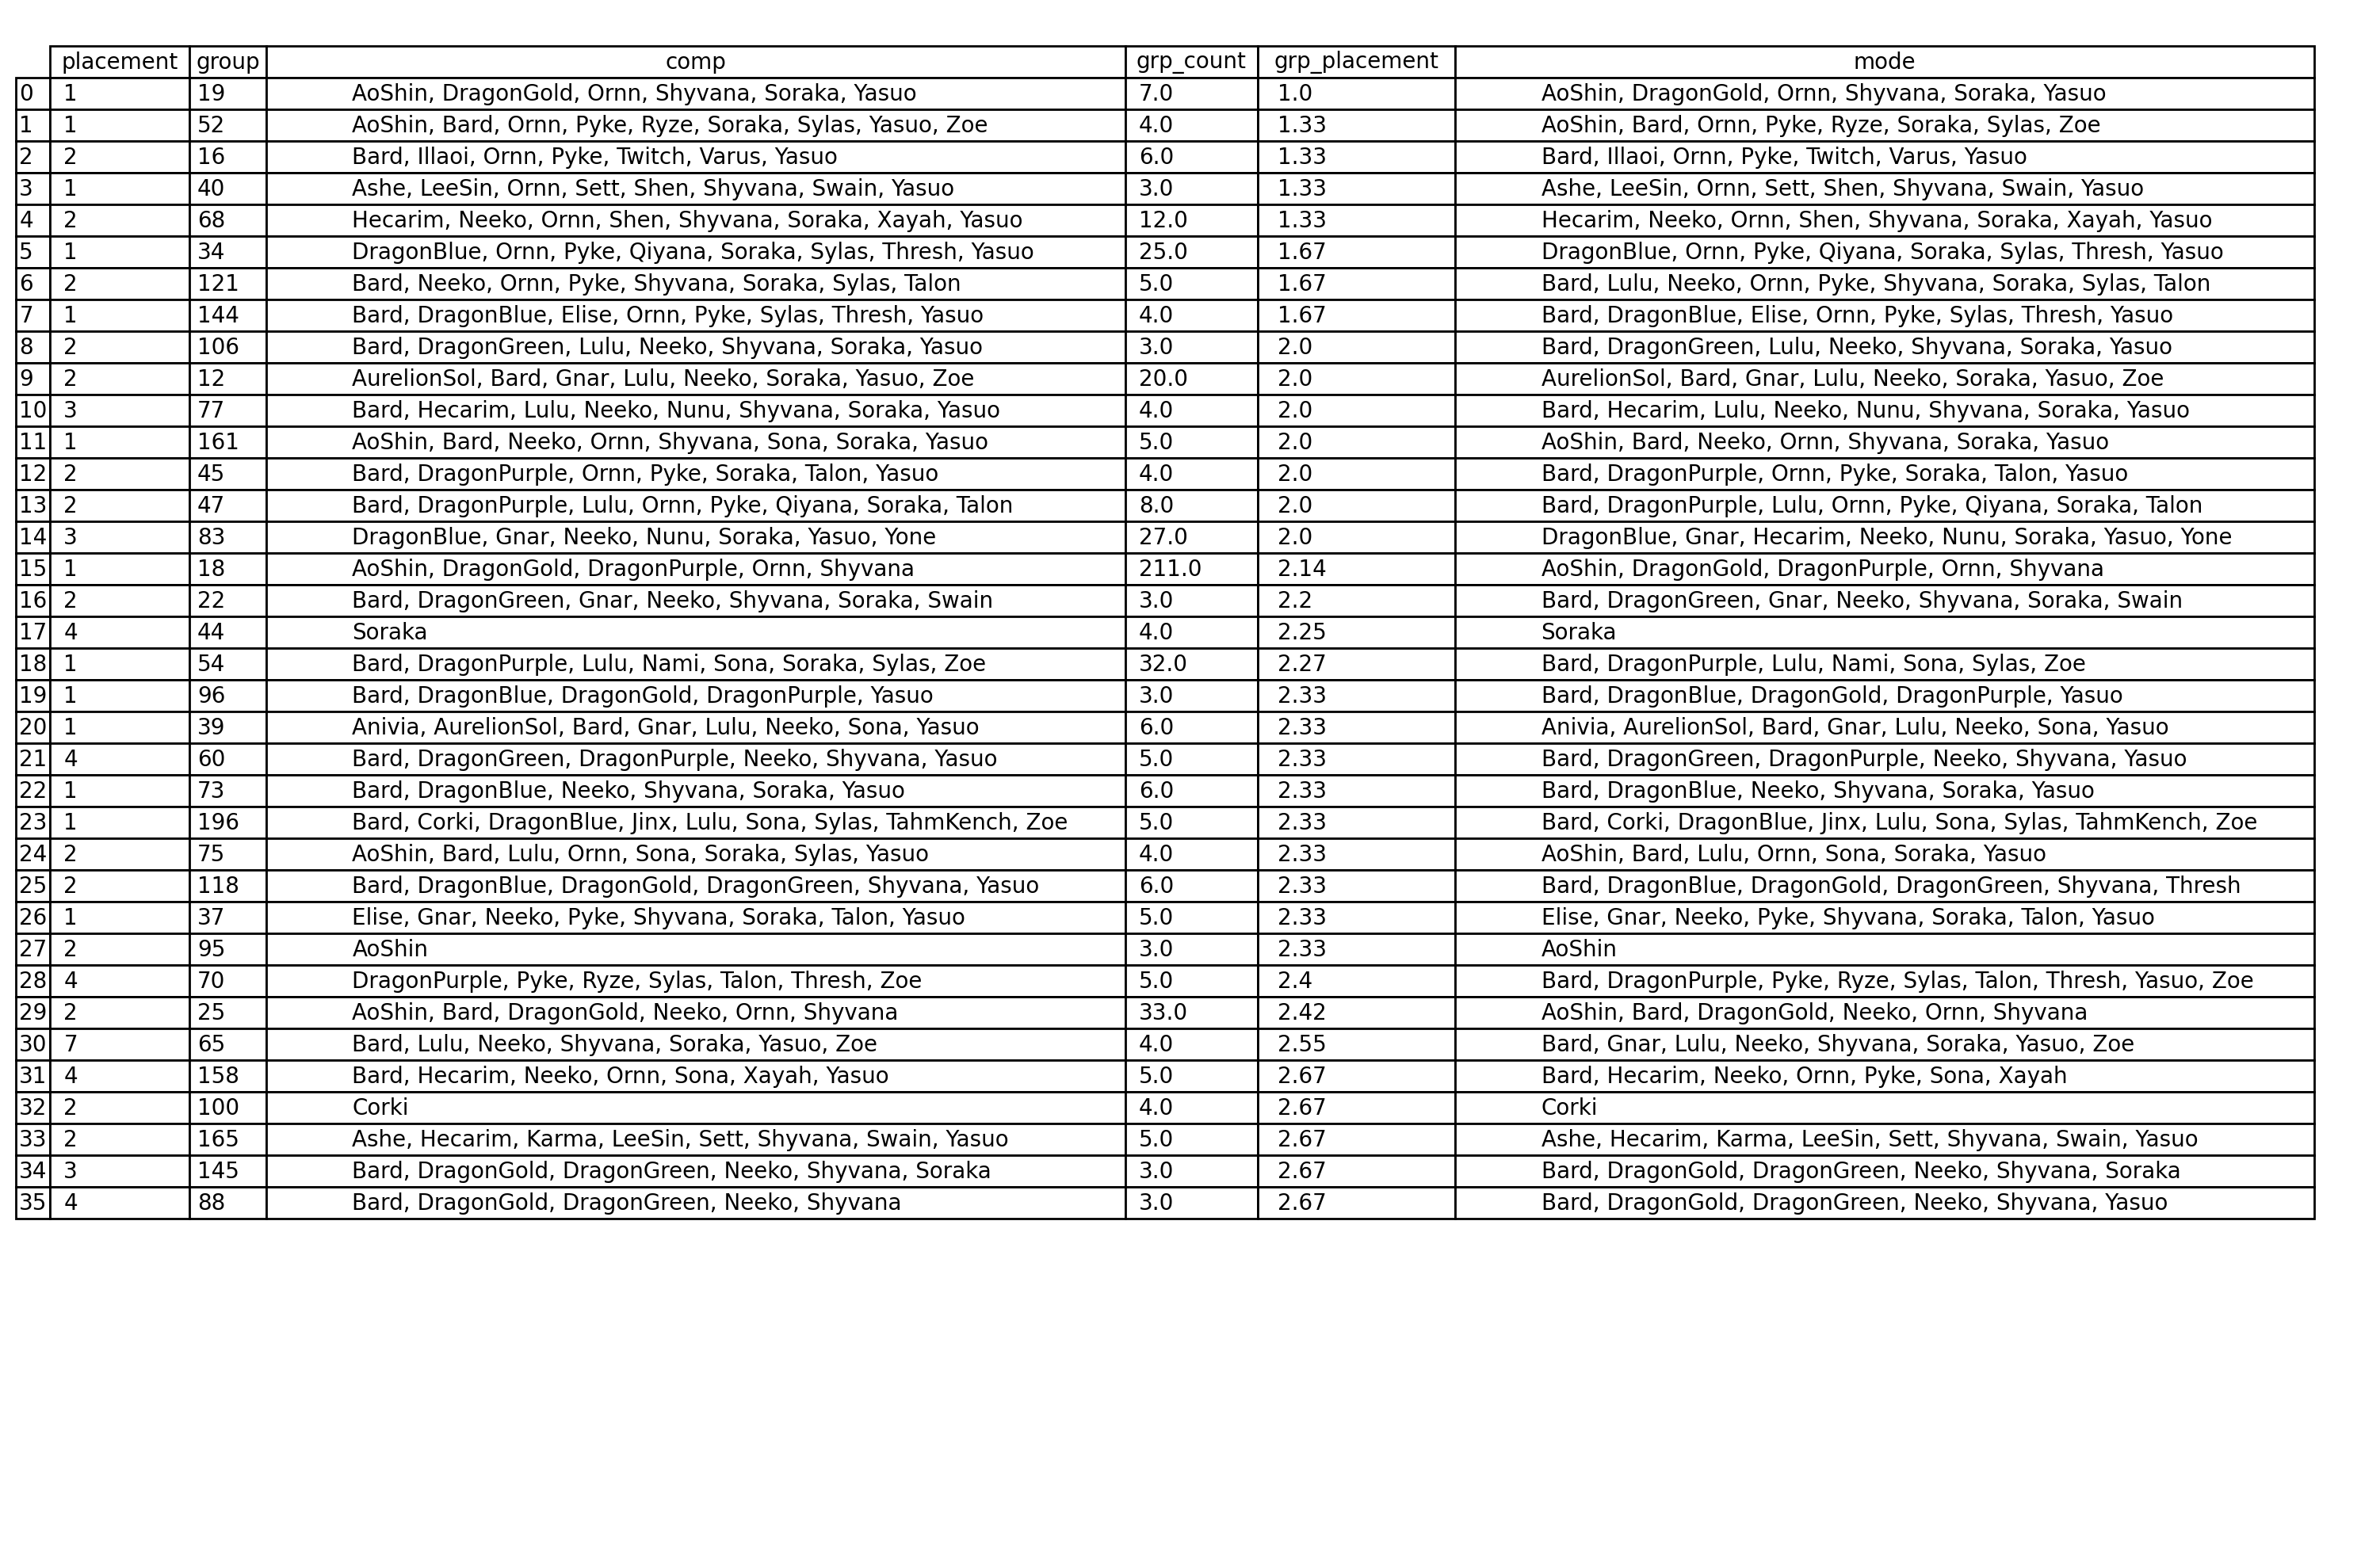 placement group comp grp_count grp_placement mode
0 1 19 AoShin, DragonGold, Ornn, Shyvana, Soraka, Yasuo 7.0 1.0 AoShin, DragonGold, Ornn, Shyvana, Soraka, Yasuo
1 1 52 AoShin, Bard, Ornn, Pyke, Ryze, Soraka, Sylas, Yasuo, Zoe 4.0 1.33 AoShin, Bard, Ornn, Pyke, Ryze, Soraka, Sylas, Zoe
2 2 16 Bard, Illaoi, Ornn, Pyke, Twitch, Varus, Yasuo 6.0 1.33 Bard, Illaoi, Ornn, Pyke, Twitch, Varus, Yasuo
3 1 40 Ashe, LeeSin, Ornn, Sett, Shen, Shyvana, Swain, Yasuo 3.0 1.33 Ashe, LeeSin, Ornn, Sett, Shen, Shyvana, Swain, Yasuo
4 2 68 Hecarim, Neeko, Ornn, Shen, Shyvana, Soraka, Xayah, Yasuo 12.0 1.33 Hecarim, Neeko, Ornn, Shen, Shyvana, Soraka, Xayah, Yasuo
5 1 34 DragonBlue, Ornn, Pyke, Qiyana, Soraka, Sylas, Thresh, Yasuo 25.0 1.67 DragonBlue, Ornn, Pyke, Qiyana, Soraka, Sylas, Thresh, Yasuo
6 2 121 Bard, Neeko, Ornn, Pyke, Shyvana, Soraka, Sylas, Talon 5.0 1.67 Bard, Lulu, Neeko, Ornn, Pyke, Shyvana, Soraka, Sylas, Talon
7 1 144 Bard, DragonBlue, Elise, Ornn, Pyke, Sylas, Thresh, Yasuo 4.0 1.67 Bard, DragonBlue, Elise, Ornn, Pyke, Sylas, Thresh, Yasuo
8 2 106 Bard, DragonGreen, Lulu, Neeko, Shyvana, Soraka, Yasuo 3.0 2.0 Bard, DragonGreen, Lulu, Neeko, Shyvana, Soraka, Yasuo
9 2 12 AurelionSol, Bard, Gnar, Lulu, Neeko, Soraka, Yasuo, Zoe 20.0 2.0 AurelionSol, Bard, Gnar, Lulu, Neeko, Soraka, Yasuo, Zoe
10 3 77 Bard, Hecarim, Lulu, Neeko, Nunu, Shyvana, Soraka, Yasuo 4.0 2.0 Bard, Hecarim, Lulu, Neeko, Nunu, Shyvana, Soraka, Yasuo
11 1 161 AoShin, Bard, Neeko, Ornn, Shyvana, Sona, Soraka, Yasuo 5.0 2.0 AoShin, Bard, Neeko, Ornn, Shyvana, Soraka, Yasuo
12 2 45 Bard, DragonPurple, Ornn, Pyke, Soraka, Talon, Yasuo 4.0 2.0 Bard, DragonPurple, Ornn, Pyke, Soraka, Talon, Yasuo
13 2 47 Bard, DragonPurple, Lulu, Ornn, Pyke, Qiyana, Soraka, Talon 8.0 2.0 Bard, DragonPurple, Lulu, Ornn, Pyke, Qiyana, Soraka, Talon
14 3 83 DragonBlue, Gnar, Neeko, Nunu, Soraka, Yasuo, Yone 27.0 2.0 DragonBlue, Gnar, Hecarim, Neeko, Nunu, Soraka, Yasuo, Yone
15 1 18 AoShin, DragonGold, DragonPurple, Ornn, Shyvana 211.0 2.14 AoShin, DragonGold, DragonPurple, Ornn, Shyvana
16 2 22 Bard, DragonGreen, Gnar, Neeko, Shyvana, Soraka, Swain 3.0 2.2 Bard, DragonGreen, Gnar, Neeko, Shyvana, Soraka, Swain
17 4 44 Soraka 4.0 2.25 Soraka
18 1 54 Bard, DragonPurple, Lulu, Nami, Sona, Soraka, Sylas, Zoe 32.0 2.27 Bard, DragonPurple, Lulu, Nami, Sona, Sylas, Zoe
19 1 96 Bard, DragonBlue, DragonGold, DragonPurple, Yasuo 3.0 2.33 Bard, DragonBlue, DragonGold, DragonPurple, Yasuo
20 1 39 Anivia, AurelionSol, Bard, Gnar, Lulu, Neeko, Sona, Yasuo 6.0 2.33 Anivia, AurelionSol, Bard, Gnar, Lulu, Neeko, Sona, Yasuo
21 4 60 Bard, DragonGreen, DragonPurple, Neeko, Shyvana, Yasuo 5.0 2.33 Bard, DragonGreen, DragonPurple, Neeko, Shyvana, Yasuo
22 1 73 Bard, DragonBlue, Neeko, Shyvana, Soraka, Yasuo 6.0 2.33 Bard, DragonBlue, Neeko, Shyvana, Soraka, Yasuo
23 1 196 Bard, Corki, DragonBlue, Jinx, Lulu, Sona, Sylas, TahmKench, Zoe 5.0 2.33 Bard, Corki, DragonBlue, Jinx, Lulu, Sona, Sylas, TahmKench, Zoe
24 2 75 AoShin, Bard, Lulu, Ornn, Sona, Soraka, Sylas, Yasuo 4.0 2.33 AoShin, Bard, Lulu, Ornn, Sona, Soraka, Yasuo
25 2 118 Bard, DragonBlue, DragonGold, DragonGreen, Shyvana, Yasuo 6.0 2.33 Bard, DragonBlue, DragonGold, DragonGreen, Shyvana, Thresh
26 1 37 Elise, Gnar, Neeko, Pyke, Shyvana, Soraka, Talon, Yasuo 5.0 2.33 Elise, Gnar, Neeko, Pyke, Shyvana, Soraka, Talon, Yasuo
27 2 95 AoShin 3.0 2.33 AoShin
28 4 70 DragonPurple, Pyke, Ryze, Sylas, Talon, Thresh, Zoe 5.0 2.4 Bard, DragonPurple, Pyke, Ryze, Sylas, Talon, Thresh, Yasuo, Zoe
29 2 25 AoShin, Bard, DragonGold, Neeko, Ornn, Shyvana 33.0 2.42 AoShin, Bard, DragonGold, Neeko, Ornn, Shyvana
30 7 65 Bard, Lulu, Neeko, Shyvana, Soraka, Yasuo, Zoe 4.0 2.55 Bard, Gnar, Lulu, Neeko, Shyvana, Soraka, Yasuo, Zoe
31 4 158 Bard, Hecarim, Neeko, Ornn, Sona, Xayah, Yasuo 5.0 2.67 Bard, Hecarim, Neeko, Ornn, Pyke, Sona, Xayah
32 2 100 Corki 4.0 2.67 Corki
33 2 165 Ashe, Hecarim, Karma, LeeSin, Sett, Shyvana, Swain, Yasuo 5.0 2.67 Ashe, Hecarim, Karma, LeeSin, Sett, Shyvana, Swain, Yasuo
34 3 145 Bard, DragonGold, DragonGreen, Neeko, Shyvana, Soraka 3.0 2.67 Bard, DragonGold, DragonGreen, Neeko, Shyvana, Soraka
35 4 88 Bard, DragonGold, DragonGreen, Neeko, Shyvana 3.0 2.67 Bard, DragonGold, DragonGreen, Neeko, Shyvana, Yasuo